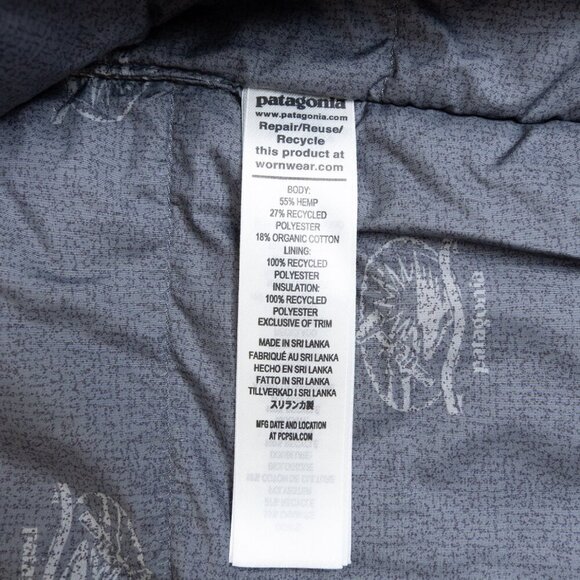 patagonia
www.patagonia.com
Repair/Reuse/
Recycle
this product at
wornwear.com
BODY:
55% HEMP
27% RECYCLED
POLYESTER
18% ORGANIC COTTON
LINING:
100% RECYCLED
POLYESTER
INSULATION:
100% RECYCLED
POLYESTER
EXCLUSIVE OF TRIM
MADE IN SRI LANKA
FABRIQUÉ AU SRI LANKA
HECHO EN SRI LANKA
FATTO IN SRI LANKA
TILLVERKAD I SRI LANKA
スリランカ製
MFG DATE AND LOCATION
AT PCPSIA.COM
patagonia